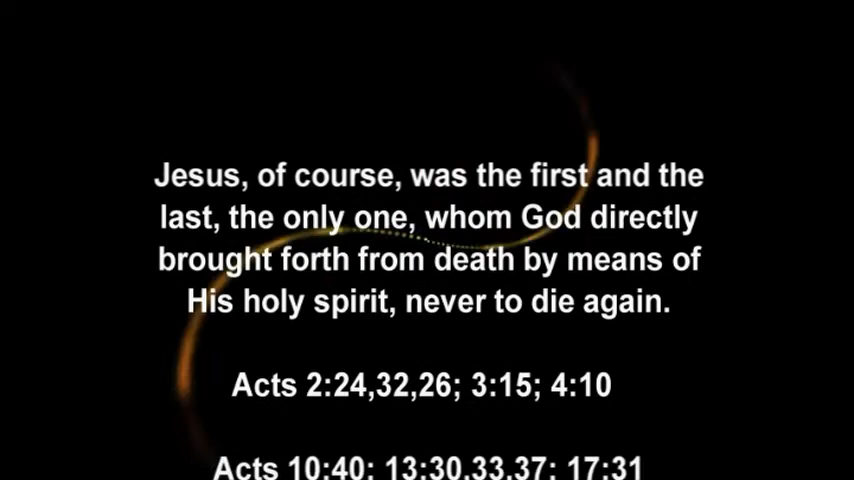 Jesus, of course, was the first and the
last, the only one, whom God directly
brought forth from death by means of
His holy spirit, never to die again.
Acts 2:24,32,26; 3:15; 4:10
Acts 10:40; 13:30,33,37; 17:31